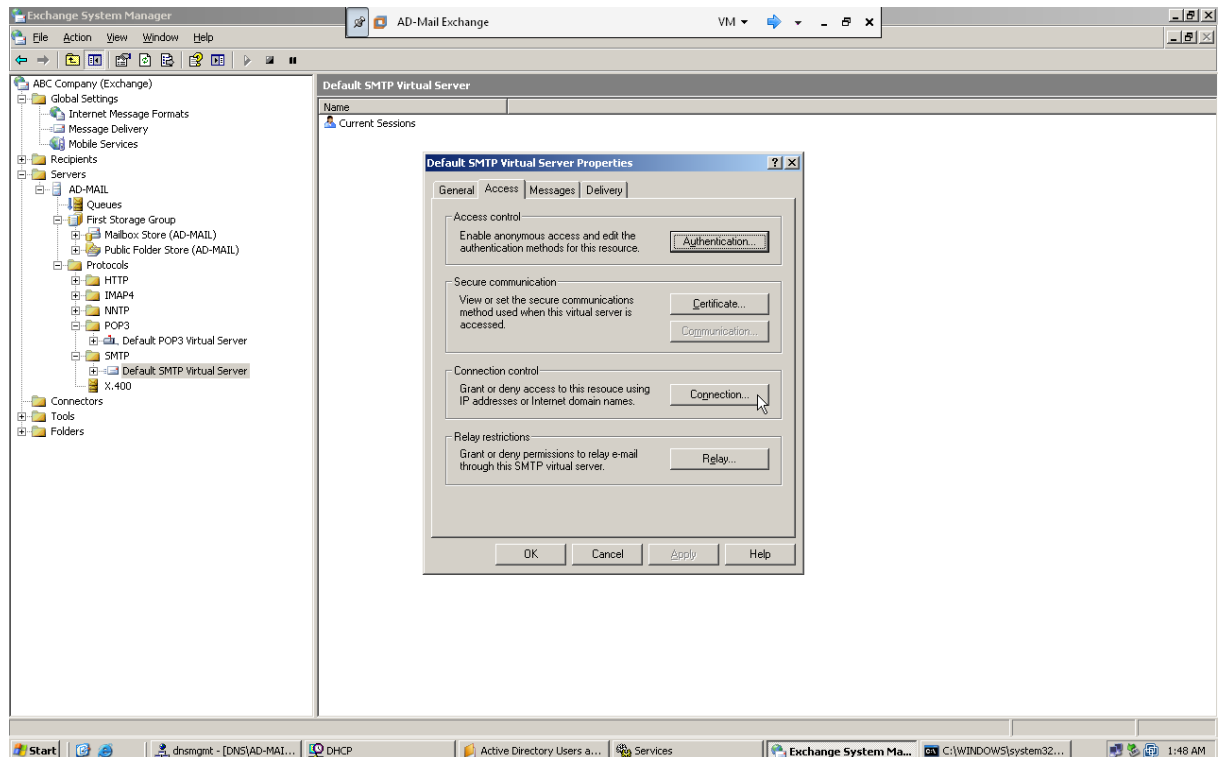 Exchange System Manager
AD-Mail Exchange
VM
File Action View Window Help
ABC Company (Exchange)
Global Settings
Internet Message Formats
Message Delivery
Mobile Services
Recipients
Servers
AD-MAIL
Queues
First Storage Group
Mailbox Store (AD-MAIL)
Public Folder Store (AD-MAIL)
Protocols
HTTP
IMAP4
NNTP
POP3
Default POP3 Virtual Server
SMTP
Default SMTP Virtual Server
X.400
Connectors
Tools
Folders
Default SMTP Virtual Server
Name
Current Sessions
Default SMTP Virtual Server Properties
General Access Messages Delivery
Access control
Enable anonymous access and edit the
authentication methods for this resource.
Authentication...
Secure communication
View or set the secure communications
method used when this virtual server is
accessed.
Certificate...
Communication...
Connection control
Grant or deny access to this resouce using
IP addresses or Internet domain names.
Connection...
Relay restrictions
Grant or deny permissions to relay e-mail
through this SMTP virtual server.
Relay...
OK Cancel Apply Help
Start dnsmgmt - [DNS\AD-MAI... DHCP Active Directory Users a... Services Exchange System Ma... C:\WINDOWS\system32... 1:48 AM